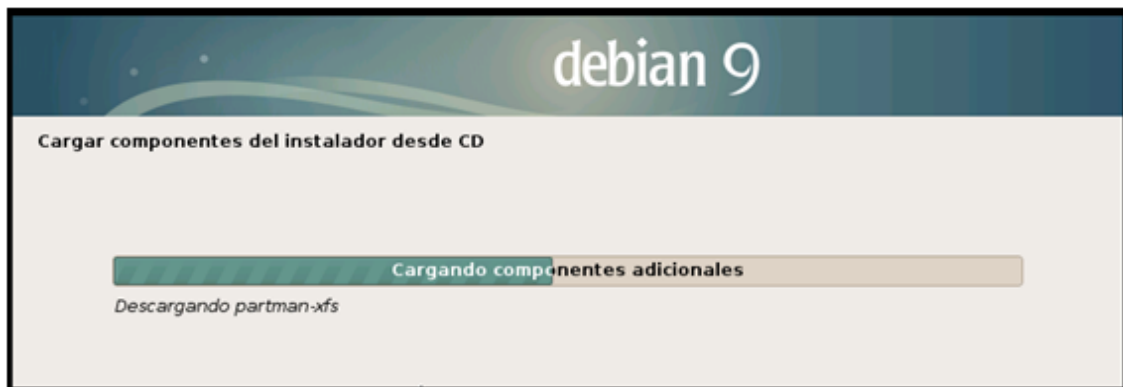 debian 9
Cargar componentes del instalador desde CD
Cargando componentes adicionales
Descargando partman-xfs